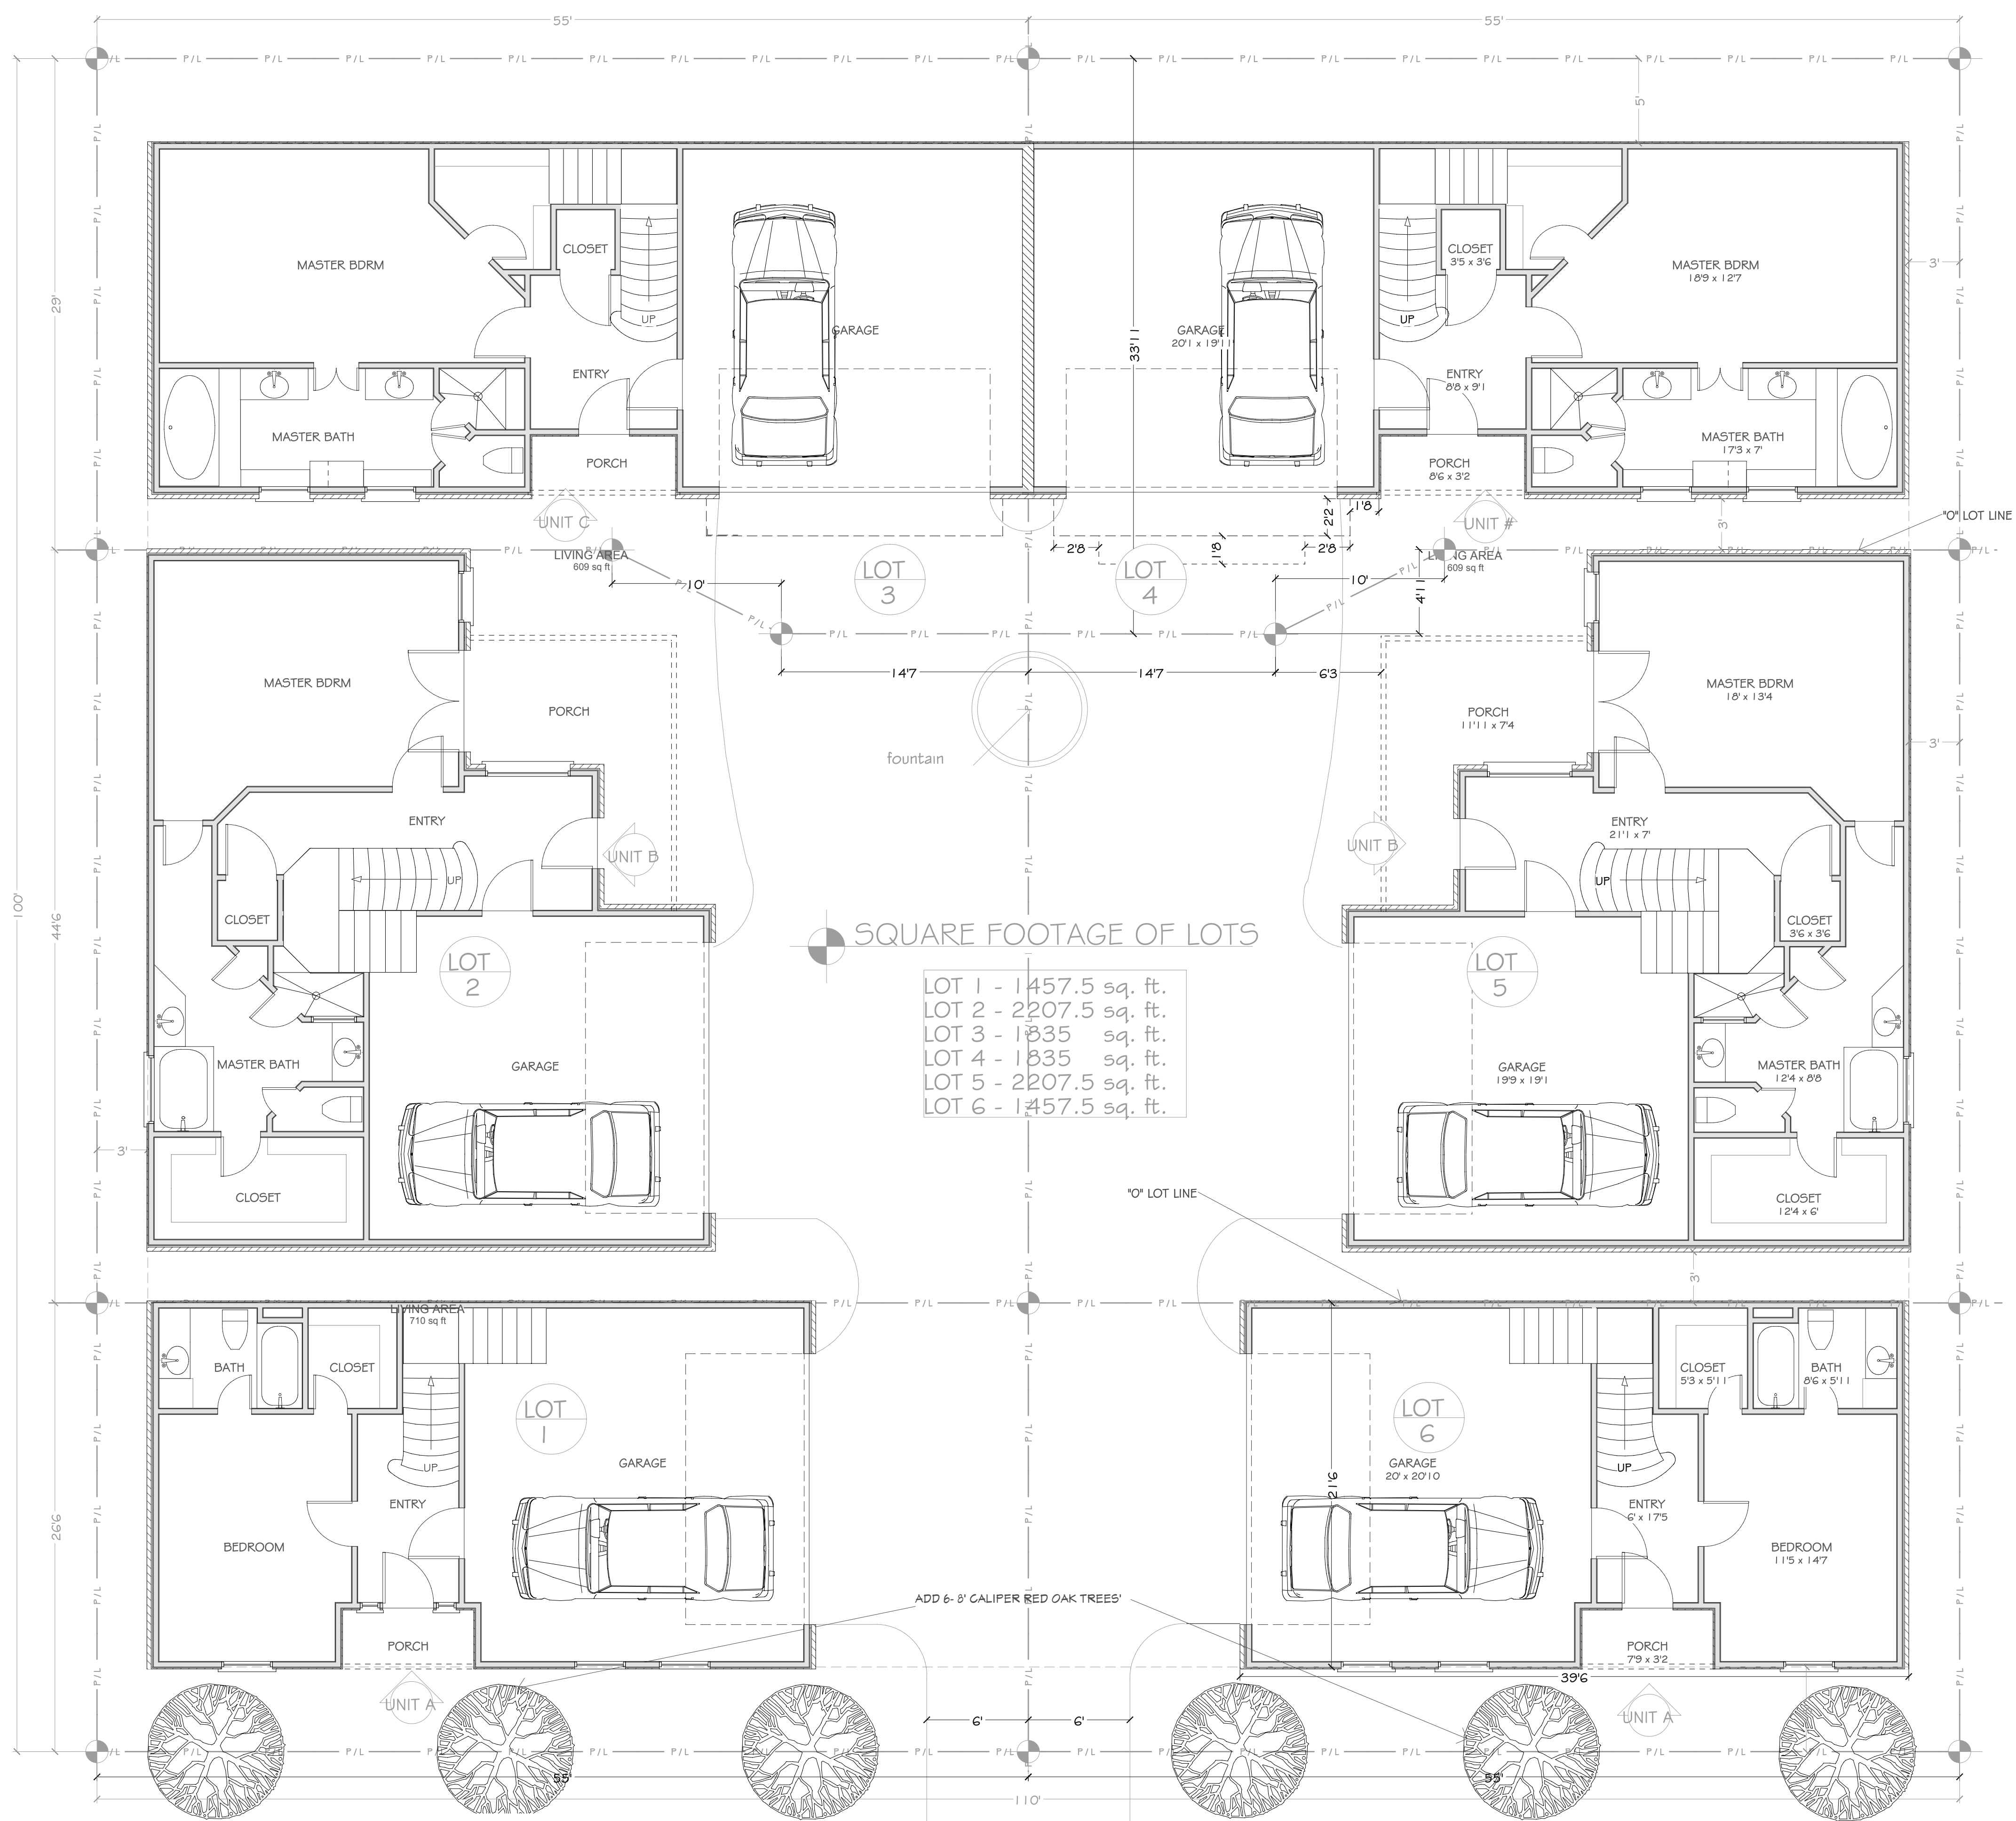 55'
55'
P/L P/L P/L P/L P/L P/L P/L P/L P/L P/L P/L P/L P/L P/L P/L P/L P/L P/L P/L P/L P/L
5'
CLOSET
CLOSET
3'5 x 3'6
MASTER BDRM
MASTER BDRM
18'9 x 12'7
3'
29'
UP
UP
GARAGE
GARAGE
20'1 x 19'11
33'11
ENTRY
ENTRY
8'8 x 9'1
MASTER BATH
MASTER BATH
17'3 x 7'
PORCH
PORCH
8'6 x 3'2
UNIT C
UNIT #
1'8
2'2
3'
"O" LOT LINE
2'8
1'8
2'8
LIVING AREA
609 sq ft
LIVING AREA
609 sq ft
LOT
3
LOT
4
10'
10'
4'11
P/L P/L P/L P/L P/L P/L
14'7
14'7
6'3
MASTER BDRM
MASTER BDRM
18' x 13'4
PORCH
PORCH
11'11 x 7'4
3'
fountain
ENTRY
ENTRY
21'1 x 7'
UNIT B
UNIT B
UP
UP
100'
44'6
CLOSET
CLOSET
3'6 x 3'6
SQUARE FOOTAGE OF LOTS
LOT
2
LOT
5
LOT 1 - 1457.5 sq. ft.
LOT 2 - 2207.5 sq. ft.
LOT 3 - 1835 sq. ft.
LOT 4 - 1835 sq. ft.
LOT 5 - 2207.5 sq. ft.
LOT 6 - 1457.5 sq. ft.
MASTER BATH
MASTER BATH
12'4 x 8'8
GARAGE
GARAGE
19'9 x 19'1
3'
"O" LOT LINE
CLOSET
CLOSET
12'4 x 6'
3'
LIVING AREA
710 sq ft
BATH
CLOSET
CLOSET
5'3 x 5'11
BATH
8'6 x 5'11
LOT
1
LOT
6
GARAGE
GARAGE
20' x 20'10
UP
UP
21'6
ENTRY
ENTRY
6' x 17'5
26'6
BEDROOM
BEDROOM
11'5 x 14'7
ADD 6- 8' CALIPER RED OAK TREES'
PORCH
PORCH
7'9 x 3'2
39'6
UNIT A
UNIT A
6'
6'
P/L P/L P/L P/L P/L P/L P/L P/L P/L P/L P/L P/L P/L P/L P/L P/L P/L P/L
55'
55'
110'